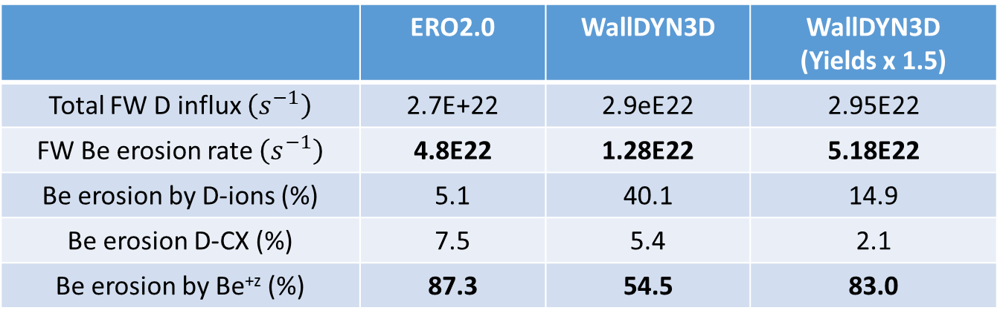 ERO2.0 WallDYN3D WallDYN3D
(Yields x 1.5)
Total FW D influx (s⁻¹) 2.7E+22 2.9eE22 2.95E22
FW Be erosion rate (s⁻¹) 4.8E22 1.28E22 5.18E22
Be erosion by D-ions (%) 5.1 40.1 14.9
Be erosion D-CX (%) 7.5 5.4 2.1
Be erosion by Be⁺ᶻ (%) 87.3 54.5 83.0